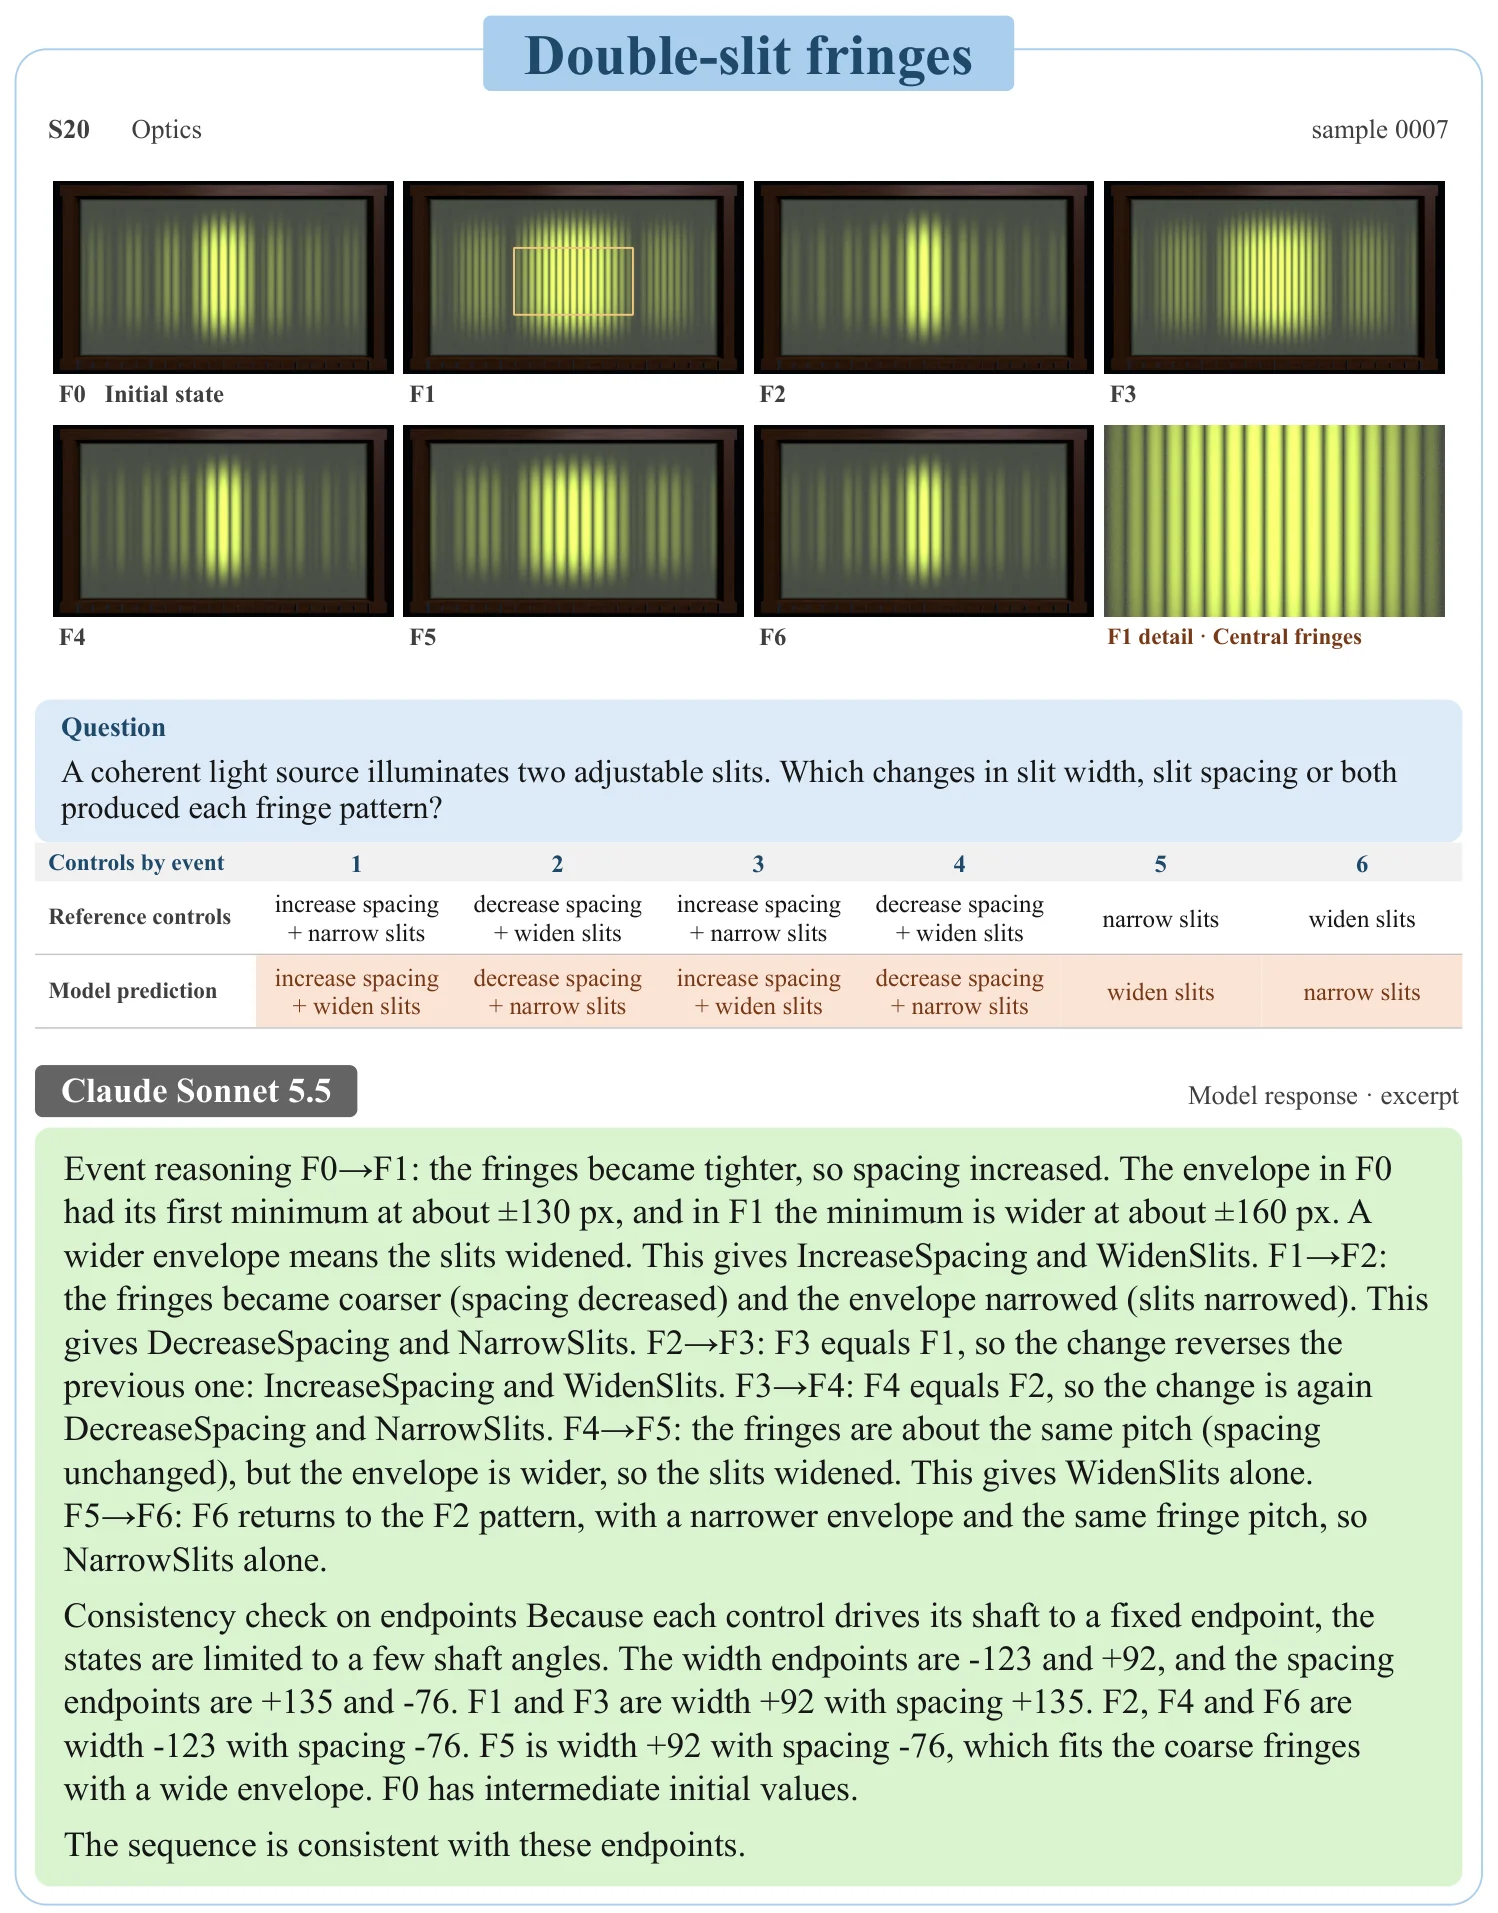 Double-slit fringes
S20 Optics
sample 0007
F0 Initial state
F1
F2
F3
F4
F5
F6
F1 detail · Central fringes
Question
A coherent light source illuminates two adjustable slits. Which changes in slit width, slit spacing or both
produced each fringe pattern?
Controls by event 1 2 3 4 5 6
Reference controls
increase spacing
+ narrow slits
decrease spacing
+ widen slits
increase spacing
+ narrow slits
decrease spacing
+ widen slits
narrow slits
widen slits
Model prediction
increase spacing
+ widen slits
decrease spacing
+ narrow slits
increase spacing
+ widen slits
decrease spacing
+ narrow slits
widen slits
narrow slits
Claude Sonnet 5.5
Model response · excerpt
Event reasoning F0→F1: the fringes became tighter, so spacing increased. The envelope in F0
had its first minimum at about ±130 px, and in F1 the minimum is wider at about ±160 px. A
wider envelope means the slits widened. This gives IncreaseSpacing and WidenSlits. F1→F2:
the fringes became coarser (spacing decreased) and the envelope narrowed (slits narrowed). This
gives DecreaseSpacing and NarrowSlits. F2→F3: F3 equals F1, so the change reverses the
previous one: IncreaseSpacing and WidenSlits. F3→F4: F4 equals F2, so the change is again
DecreaseSpacing and NarrowSlits. F4→F5: the fringes are about the same pitch (spacing
unchanged), but the envelope is wider, so the slits widened. This gives WidenSlits alone.
F5→F6: F6 returns to the F2 pattern, with a narrower envelope and the same fringe pitch, so
NarrowSlits alone.
Consistency check on endpoints Because each control drives its shaft to a fixed endpoint, the
states are limited to a few shaft angles. The width endpoints are -123 and +92, and the spacing
endpoints are +135 and -76. F1 and F3 are width +92 with spacing +135. F2, F4 and F6 are
width -123 with spacing -76. F5 is width +92 with spacing -76, which fits the coarse fringes
with a wide envelope. F0 has intermediate initial values.
The sequence is consistent with these endpoints.